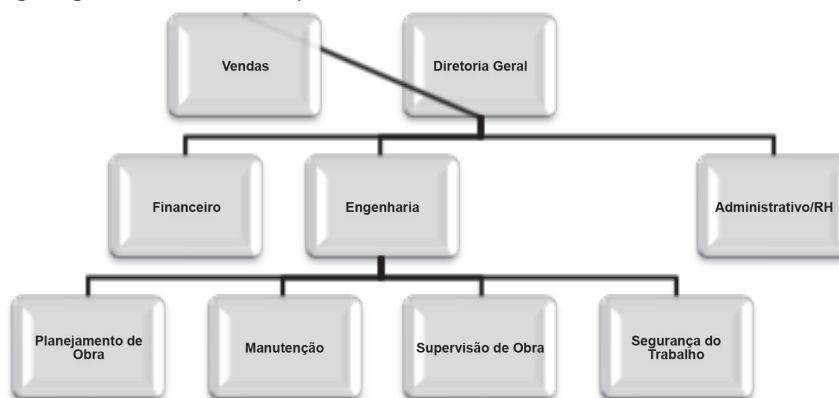 Vendas
Diretoria Geral
Financeiro
Engenharia
Administrativo/RH
Planejamento de
Obra
Manutenção
Supervisão de Obra
Segurança do
Trabalho